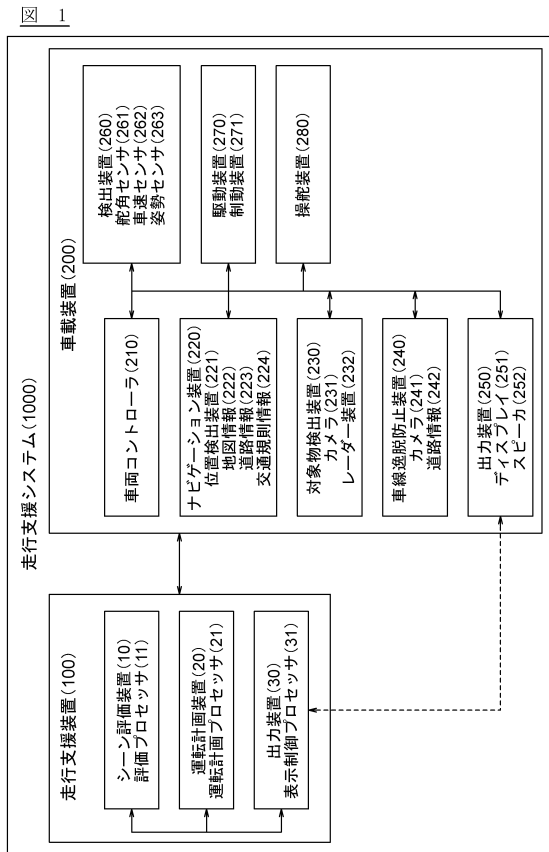 図 1
走行支援システム(1000)
走行支援装置(100)
シーン評価装置(10)
評価プロセッサ(11)
運転計画装置(20)
運転計画プロセッサ(21)
出力装置(30)
表示制御プロセッサ(31)
車載装置(200)
車両コントローラ(210)
ナビゲーション装置(220)
位置検出装置(221)
地図情報(222)
道路情報(223)
交通規則情報(224)
対象物検出装置(230)
カメラ(231)
レーダー装置(232)
車線逸脱防止装置(240)
カメラ(241)
道路情報(242)
出力装置(250)
ディスプレイ(251)
スピーカ(252)
検出装置(260)
舵角センサ(261)
車速センサ(262)
姿勢センサ(263)
駆動装置(270)
制動装置(271)
操舵装置(280)